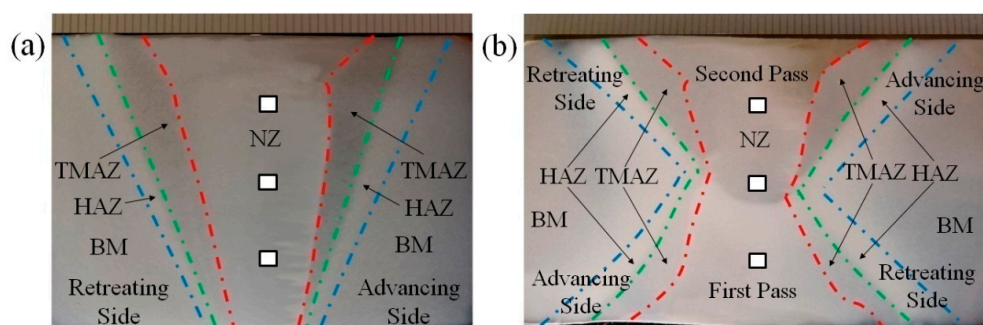 (a)
NZ
TMAZ
TMAZ
HAZ
HAZ
BM
BM
Retreating
Side
Advancing
Side
(b)
Retreating
Side
Second Pass
Advancing
Side
NZ
HAZ
TMAZ
TMAZ
HAZ
BM
BM
Advancing
Side
First Pass
Retreating
Side